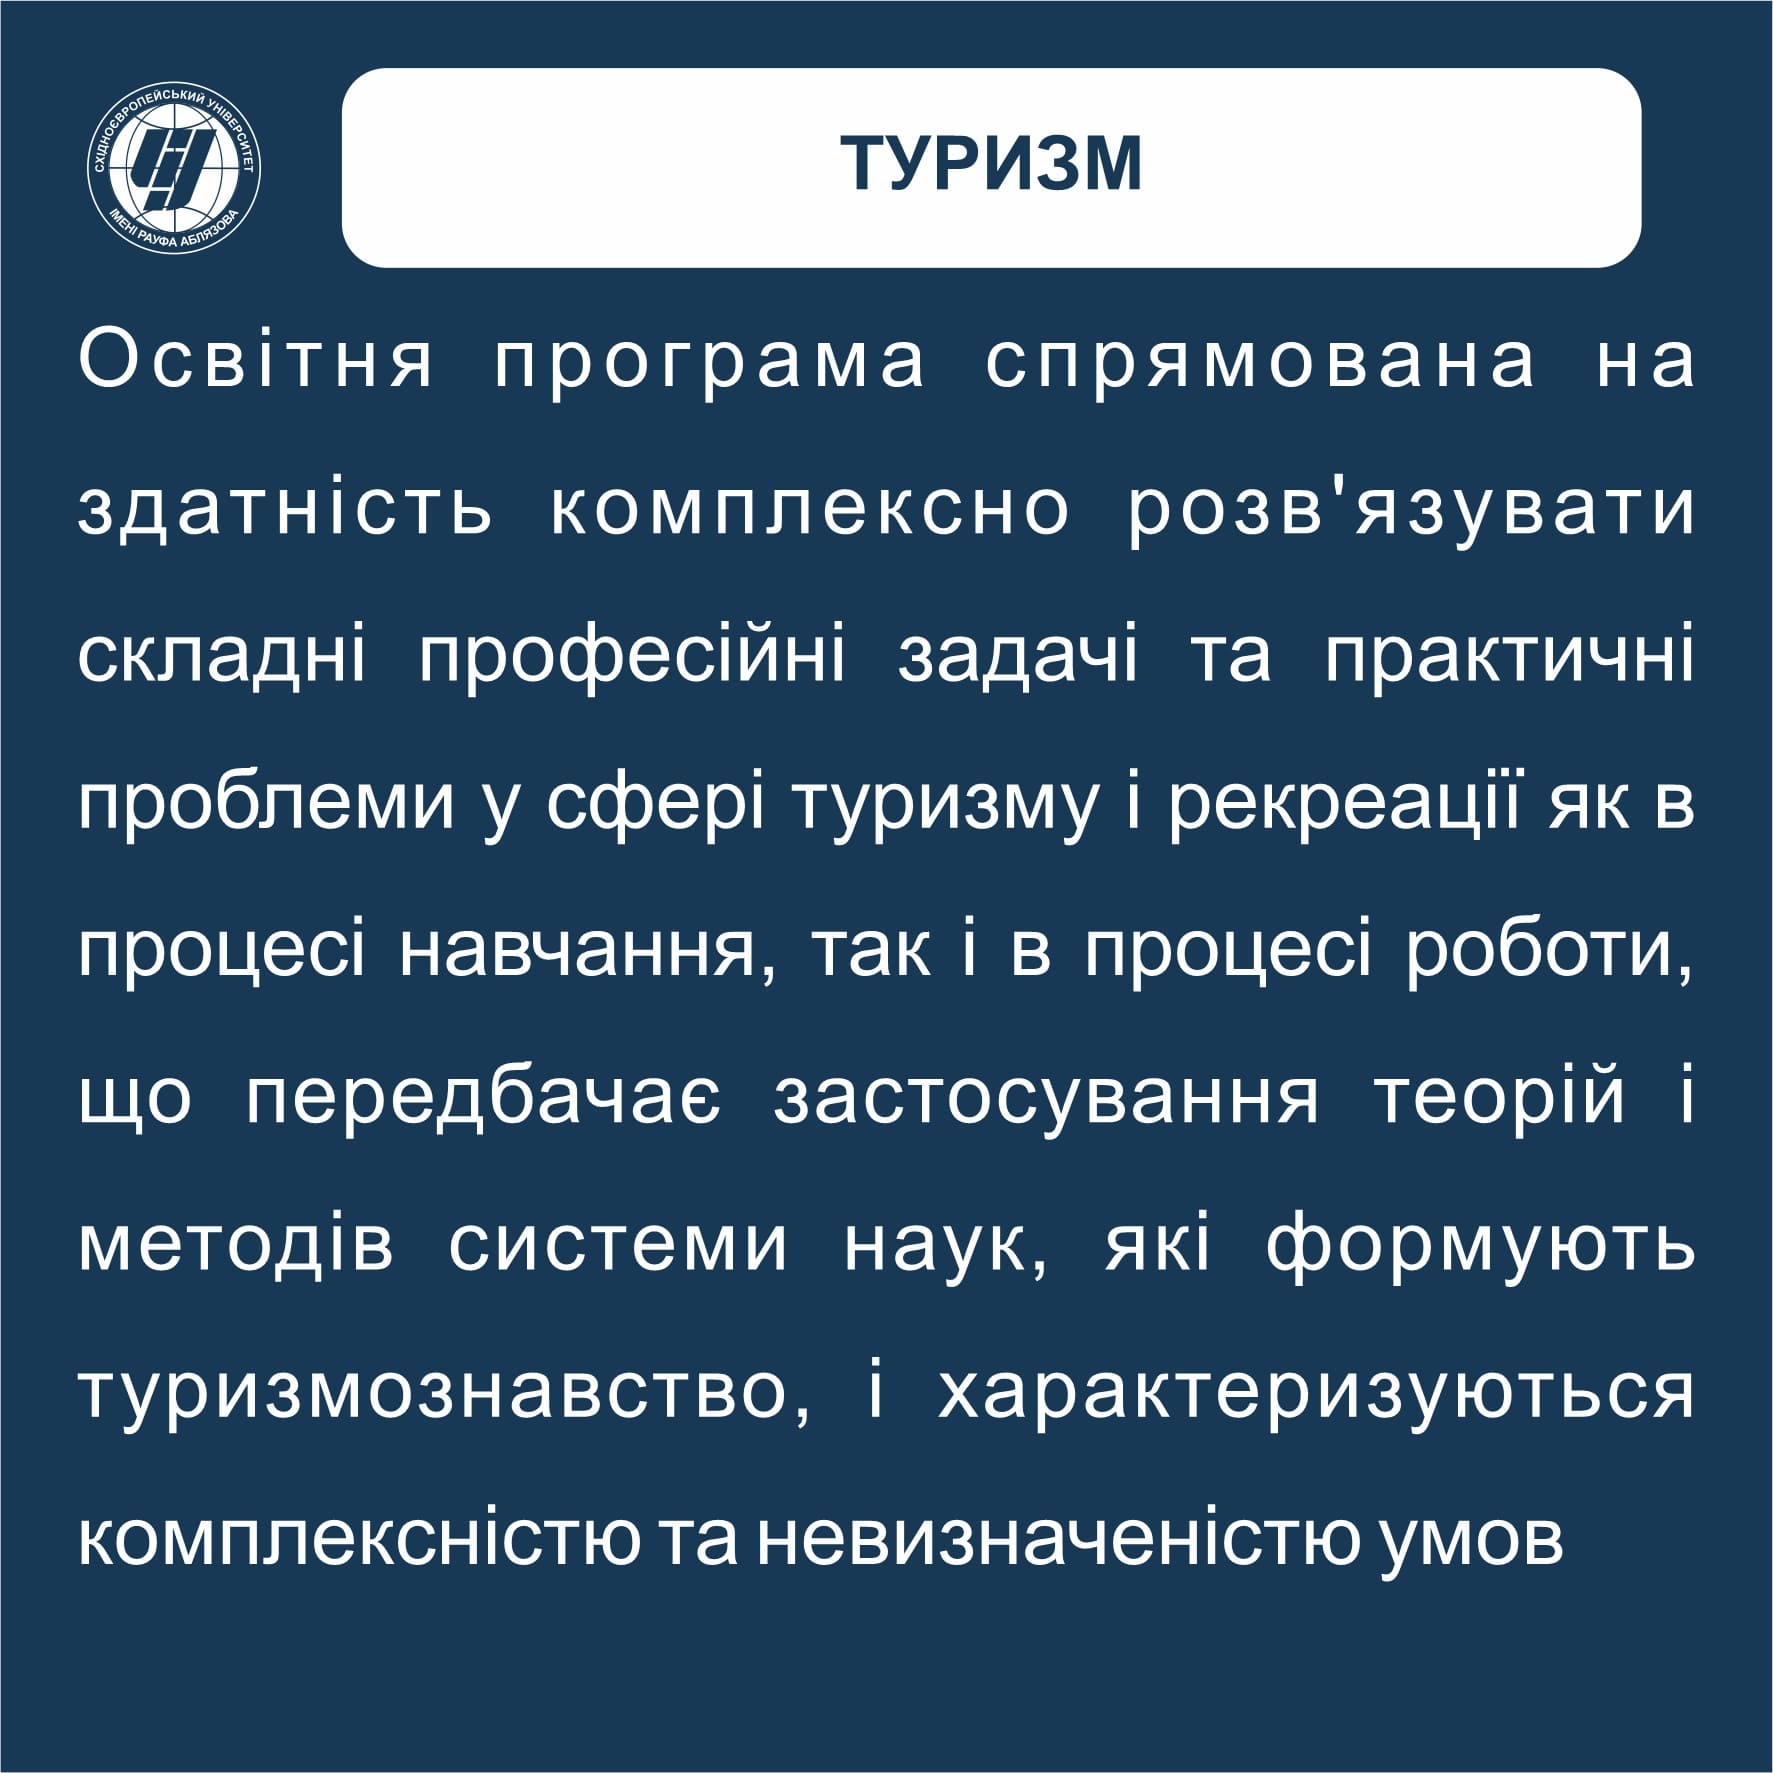 СХІДНОЄВРОПЕЙСЬКИЙ УНІВЕРСИТЕТ
ІМЕНІ РАУФА АБЛЯЗОВА
ТУРИЗМ
Освітня програма спрямована на
здатність комплексно розв'язувати
складні професійні задачі та практичні
проблеми у сфері туризму і рекреації як в
процесі навчання, так і в процесі роботи,
що передбачає застосування теорій і
методів системи наук, які формують
туризмознавство, і характеризуються
комплексністю та невизначеністю умов